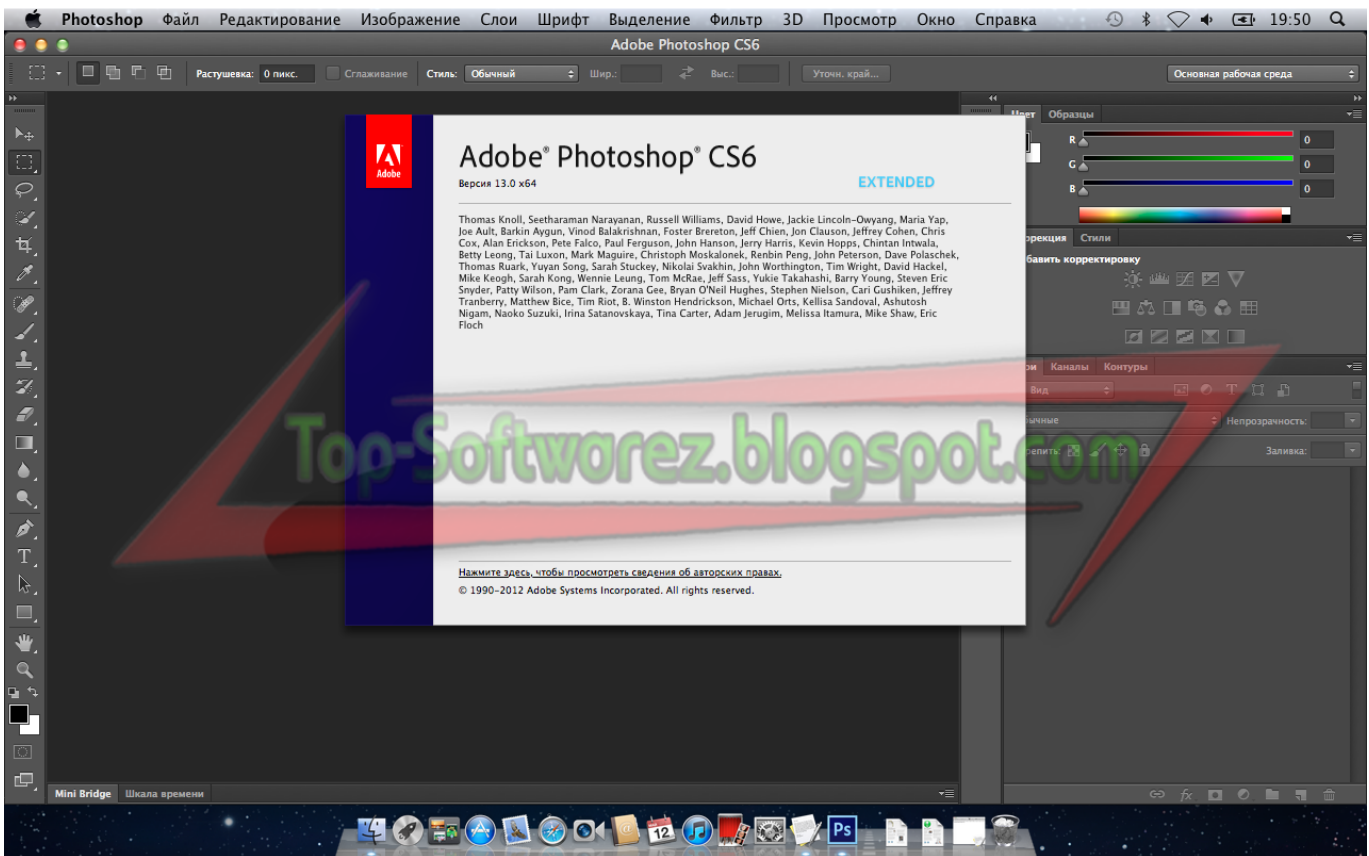 Photoshop Файл Редактирование Изображение Слои Шрифт Выделение Фильтр 3D Просмотр Окно Справка 19:50
Adobe Photoshop CS6
Растушевка: 0 пикс. Сглаживание Стиль: Обычный Шир.: Выс.: Уточн. край... Основная рабочая среда
Цвет Образцы
R 0
G 0
B 0
Стили
корректировку
Каналы Контуры
Вид
Непрозрачность:
Заливка:
Adobe
Adobe® Photoshop® CS6
Версия 13.0 x64
EXTENDED
Thomas Knoll, Seetharaman Narayanan, Russell Williams, David Howe, Jackie Lincoln-Owyang, Maria Yap,
Joe Ault, Barkin Aygun, Vinod Balakrishnan, Foster Brereton, Jeff Chien, Jon Clauson, Jeffrey Cohen, Chris
Cox, Alan Erickson, Pete Falco, Paul Ferguson, John Hanson, Jerry Harris, Kevin Hopps, Chintan Intwala,
Betty Leong, Tai Luxon, Mark Maguire, Christoph Moskalonek, Renbin Peng, John Peterson, Dave Polaschek,
Thomas Ruark, Yuyan Song, Sarah Stuckey, Nikolai Svakhin, John Worthington, Tim Wright, David Hackel,
Mike Keogh, Sarah Kong, Wennie Leung, Tom McRae, Jeff Sass, Yukie Takahashi, Barry Young, Steven Eric
Snyder, Patty Wilson, Pam Clark, Zorana Gee, Bryan O'Neil Hughes, Stephen Nielson, Cari Gushiken, Jeffrey
Tranberry, Matthew Bice, Tim Riot, B. Winston Hendrickson, Michael Orts, Kellisa Sandoval, Ashutosh
Nigam, Naoko Suzuki, Irina Satanovskaya, Tina Carter, Adam Jerugim, Melissa Itamura, Mike Shaw, Eric
Floch
Top-Softwarez.blogspot.com
Нажмите здесь, чтобы просмотреть сведения об авторских правах.
© 1990-2012 Adobe Systems Incorporated. All rights reserved.
Mini Bridge Шкала времени
12
Ps